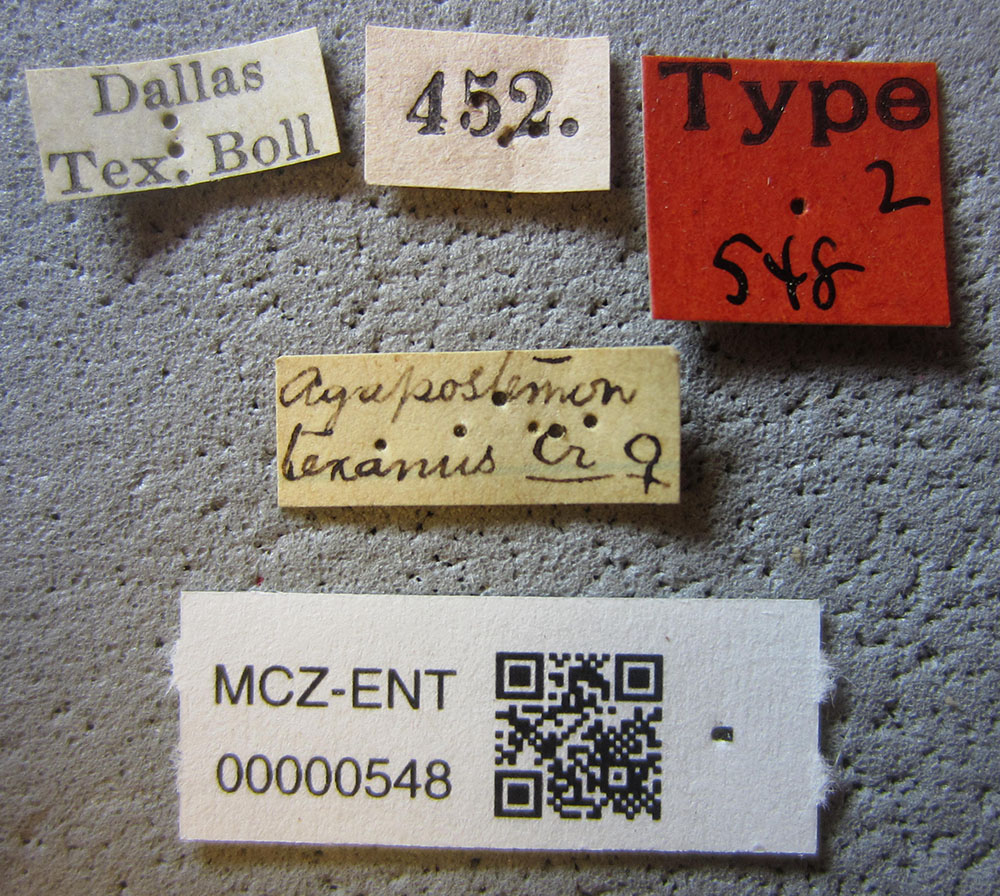 Dallas
Tex. Boll
452.
Type
2
548
Agapostemon
texanus Cr ♀
MCZ-ENT
00000548